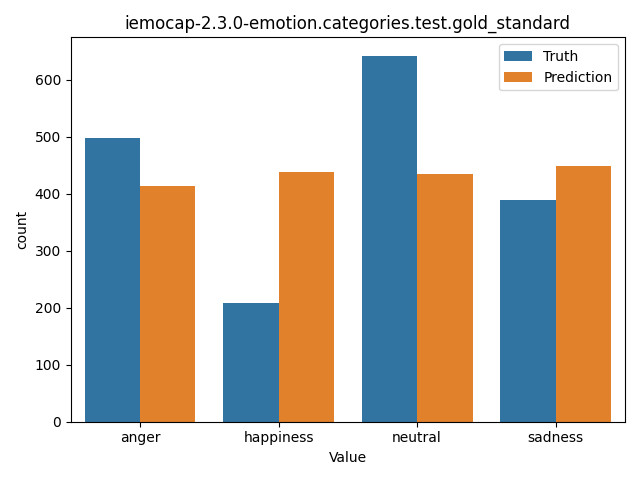 iemocap-2.3.0-emotion.categories.test.gold_standard
Truth
Prediction
600
500
400
300
200
100
0
count
anger happiness neutral sadness
Value